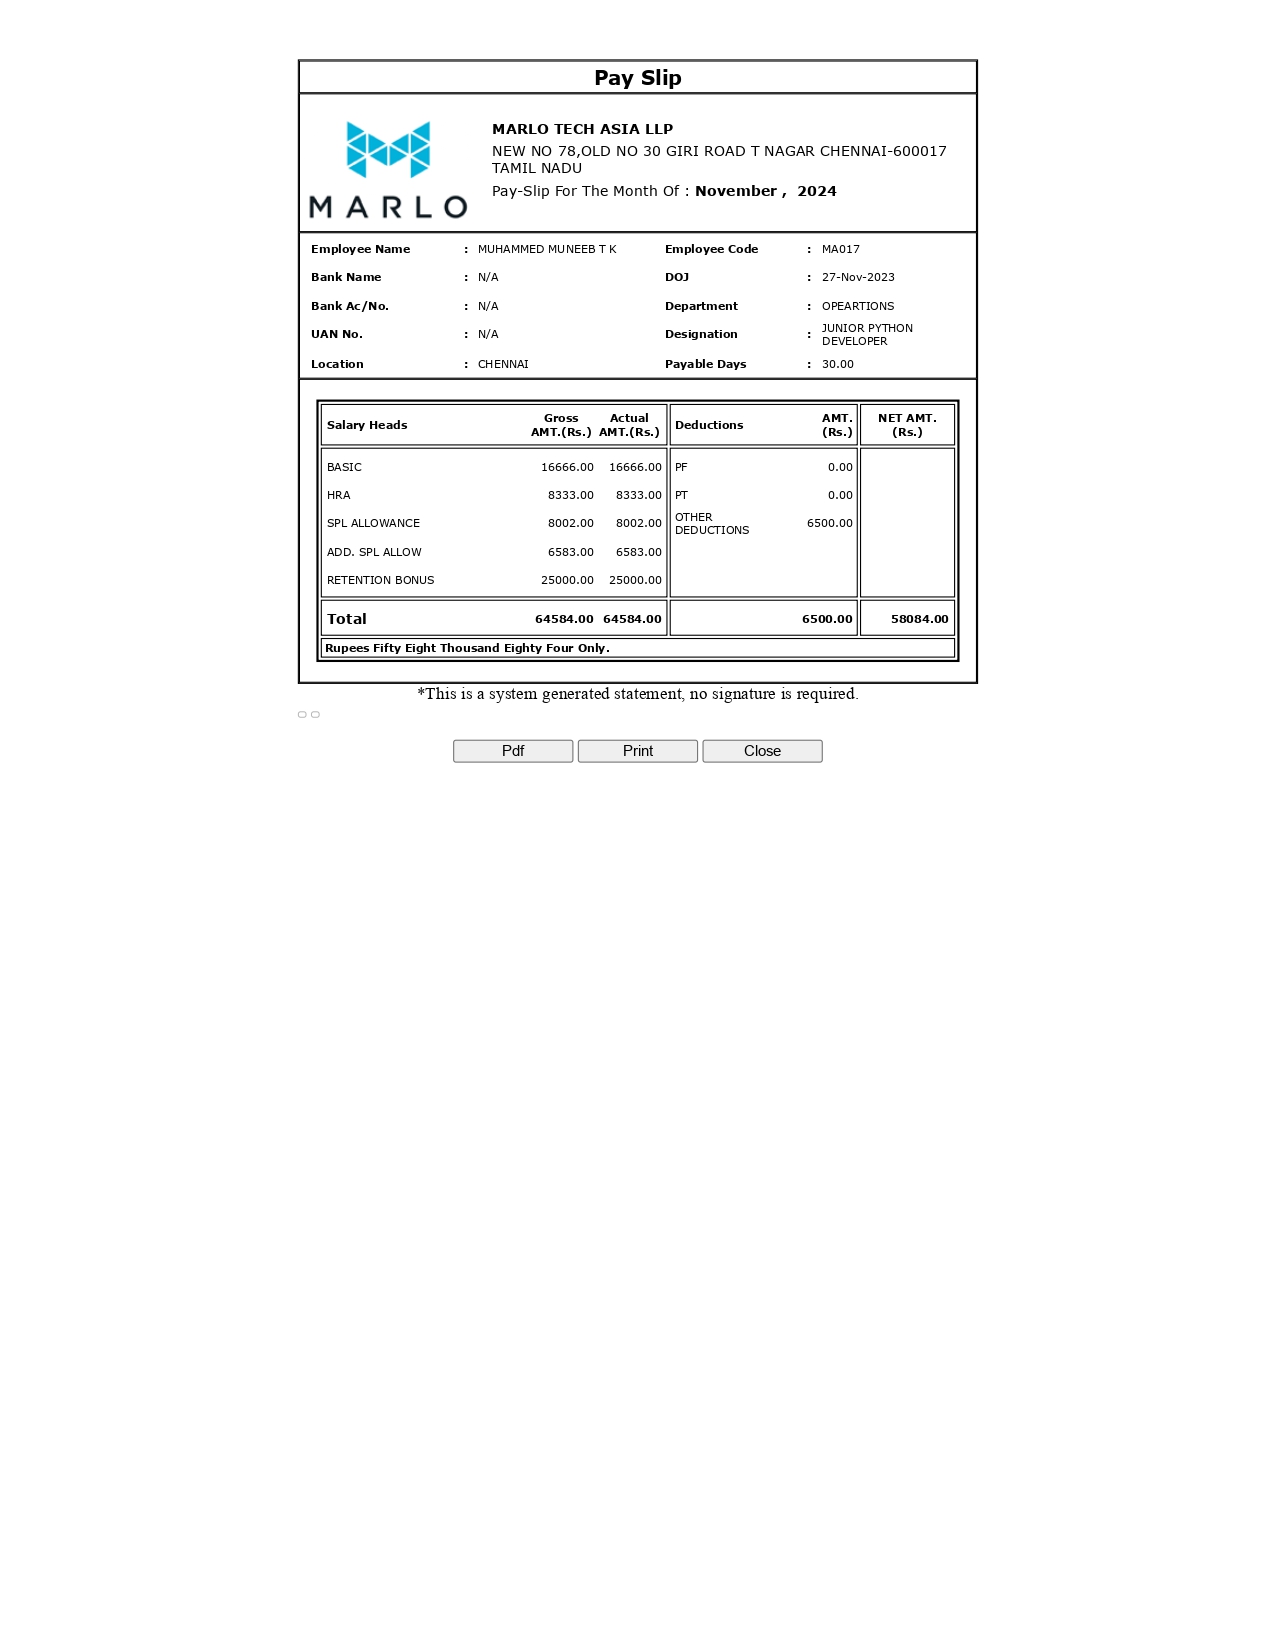 Pay Slip
MARLO
MARLO TECH ASIA LLP
NEW NO 78,OLD NO 30 GIRI ROAD T NAGAR CHENNAI-600017
TAMIL NADU
Pay-Slip For The Month Of : November , 2024
Employee Name : MUHAMMED MUNEEB T K Employee Code : MA017
Bank Name : N/A DOJ : 27-Nov-2023
Bank Ac/No. : N/A Department : OPEARTIONS
UAN No. : N/A Designation : JUNIOR PYTHON
DEVELOPER
Location : CHENNAI Payable Days : 30.00
Salary Heads Gross AMT.(Rs.) Actual AMT.(Rs.) Deductions AMT. (Rs.) NET AMT. (Rs.)
BASIC 16666.00 16666.00 PF 0.00
HRA 8333.00 8333.00 PT 0.00
SPL ALLOWANCE 8002.00 8002.00 OTHER DEDUCTIONS 6500.00
ADD. SPL ALLOW 6583.00 6583.00
RETENTION BONUS 25000.00 25000.00
Total 64584.00 64584.00 6500.00 58084.00
Rupees Fifty Eight Thousand Eighty Four Only.
*This is a system generated statement, no signature is required.
Pdf Print Close